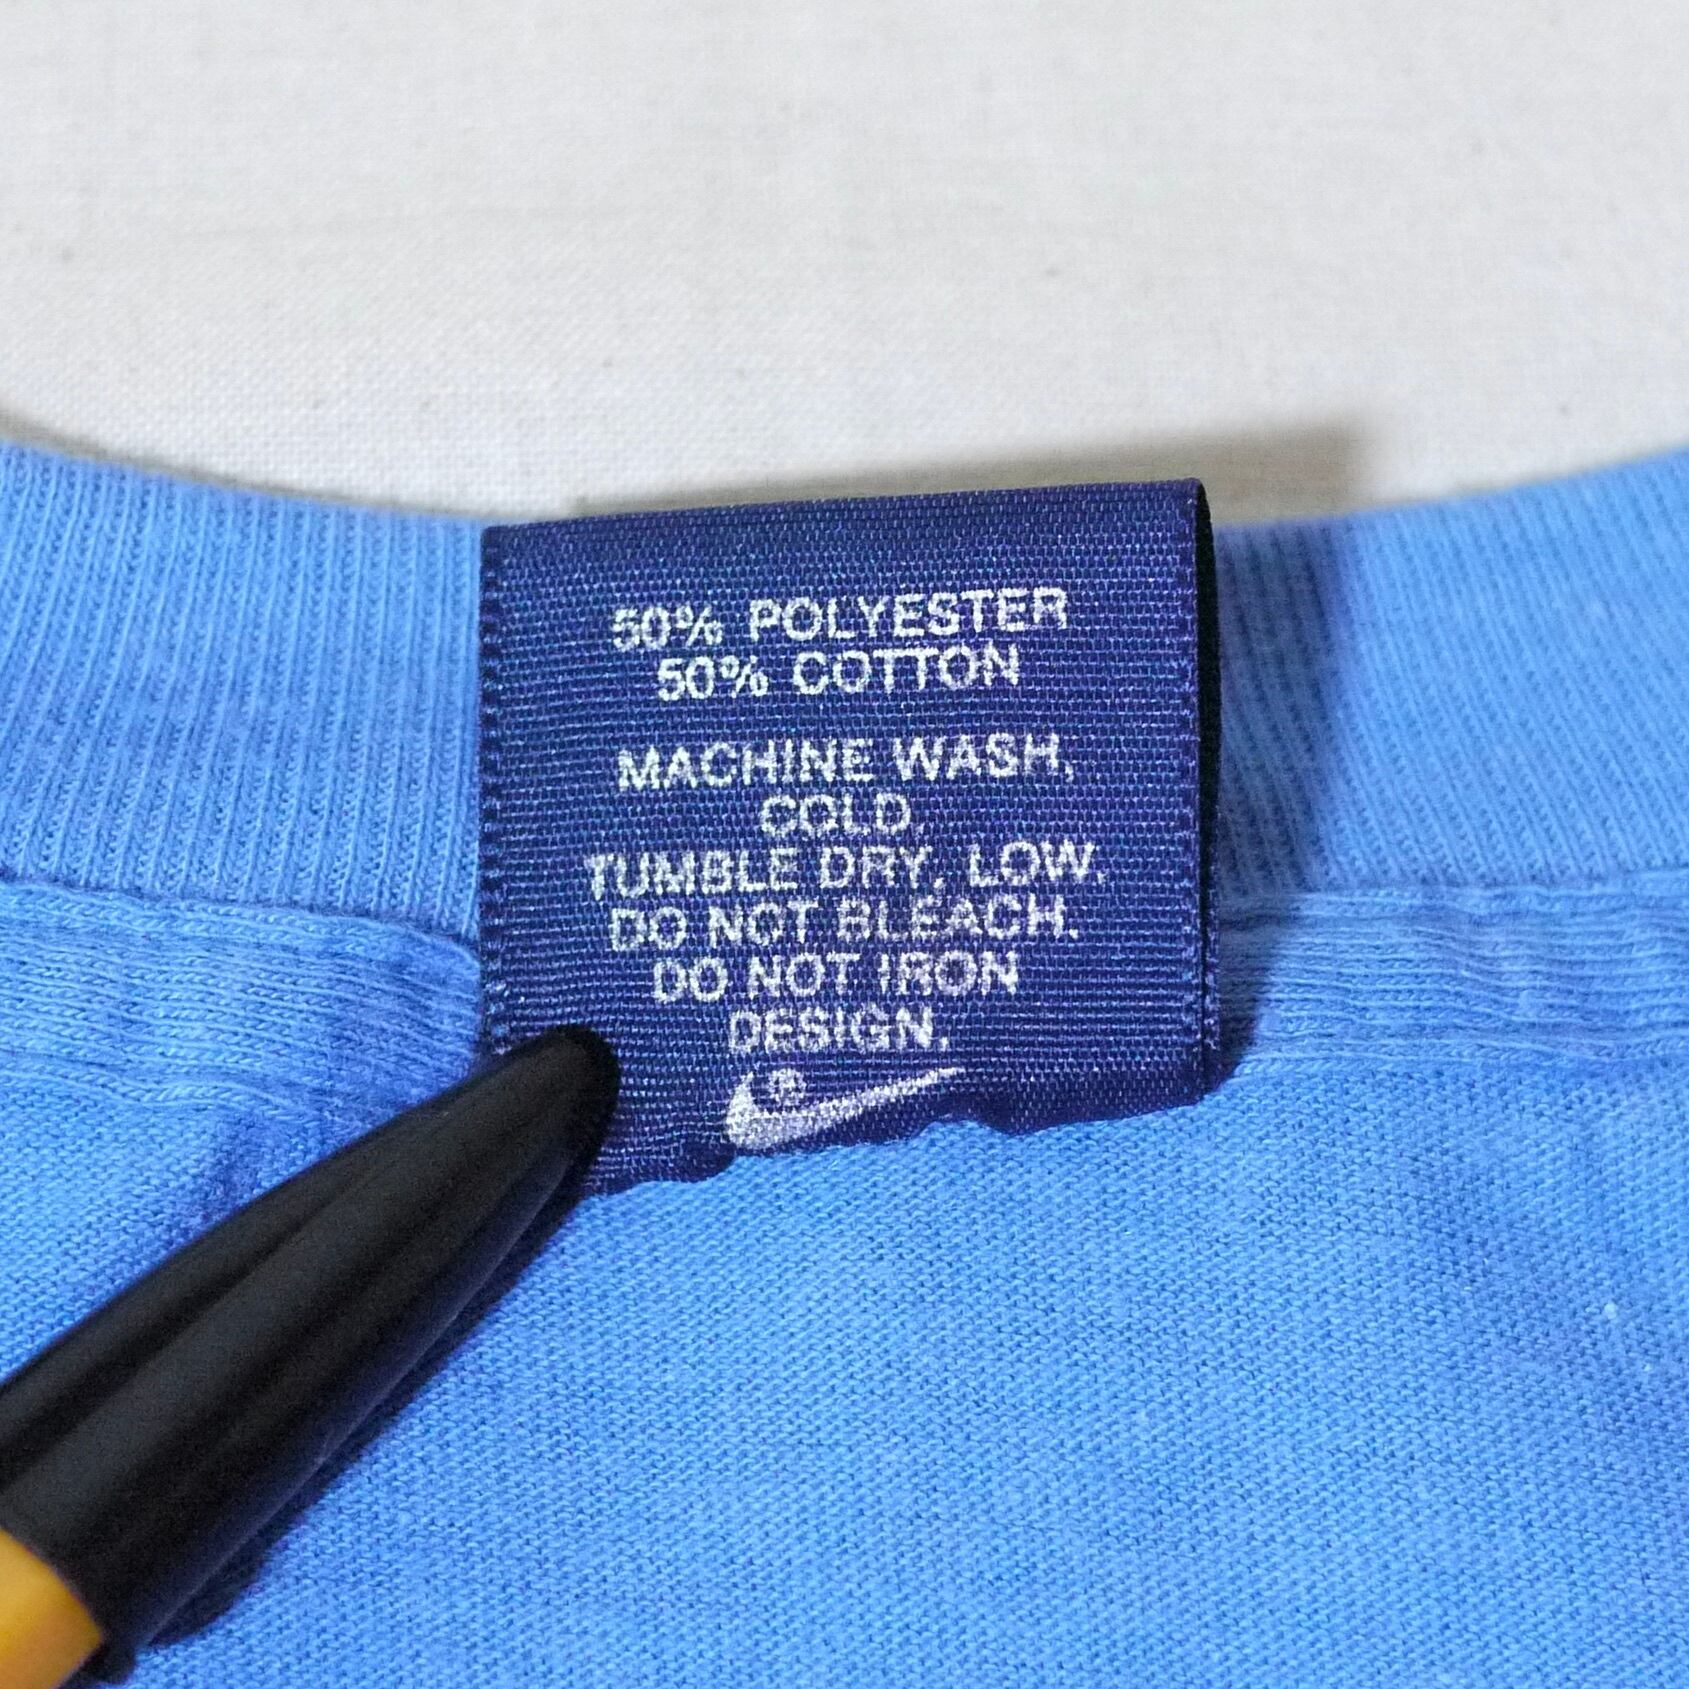 50% POLYESTER
50% COTTON
MACHINE WASH,
COLD.
TUMBLE DRY, LOW.
DO NOT BLEACH.
DO NOT IRON
DESIGN.
®